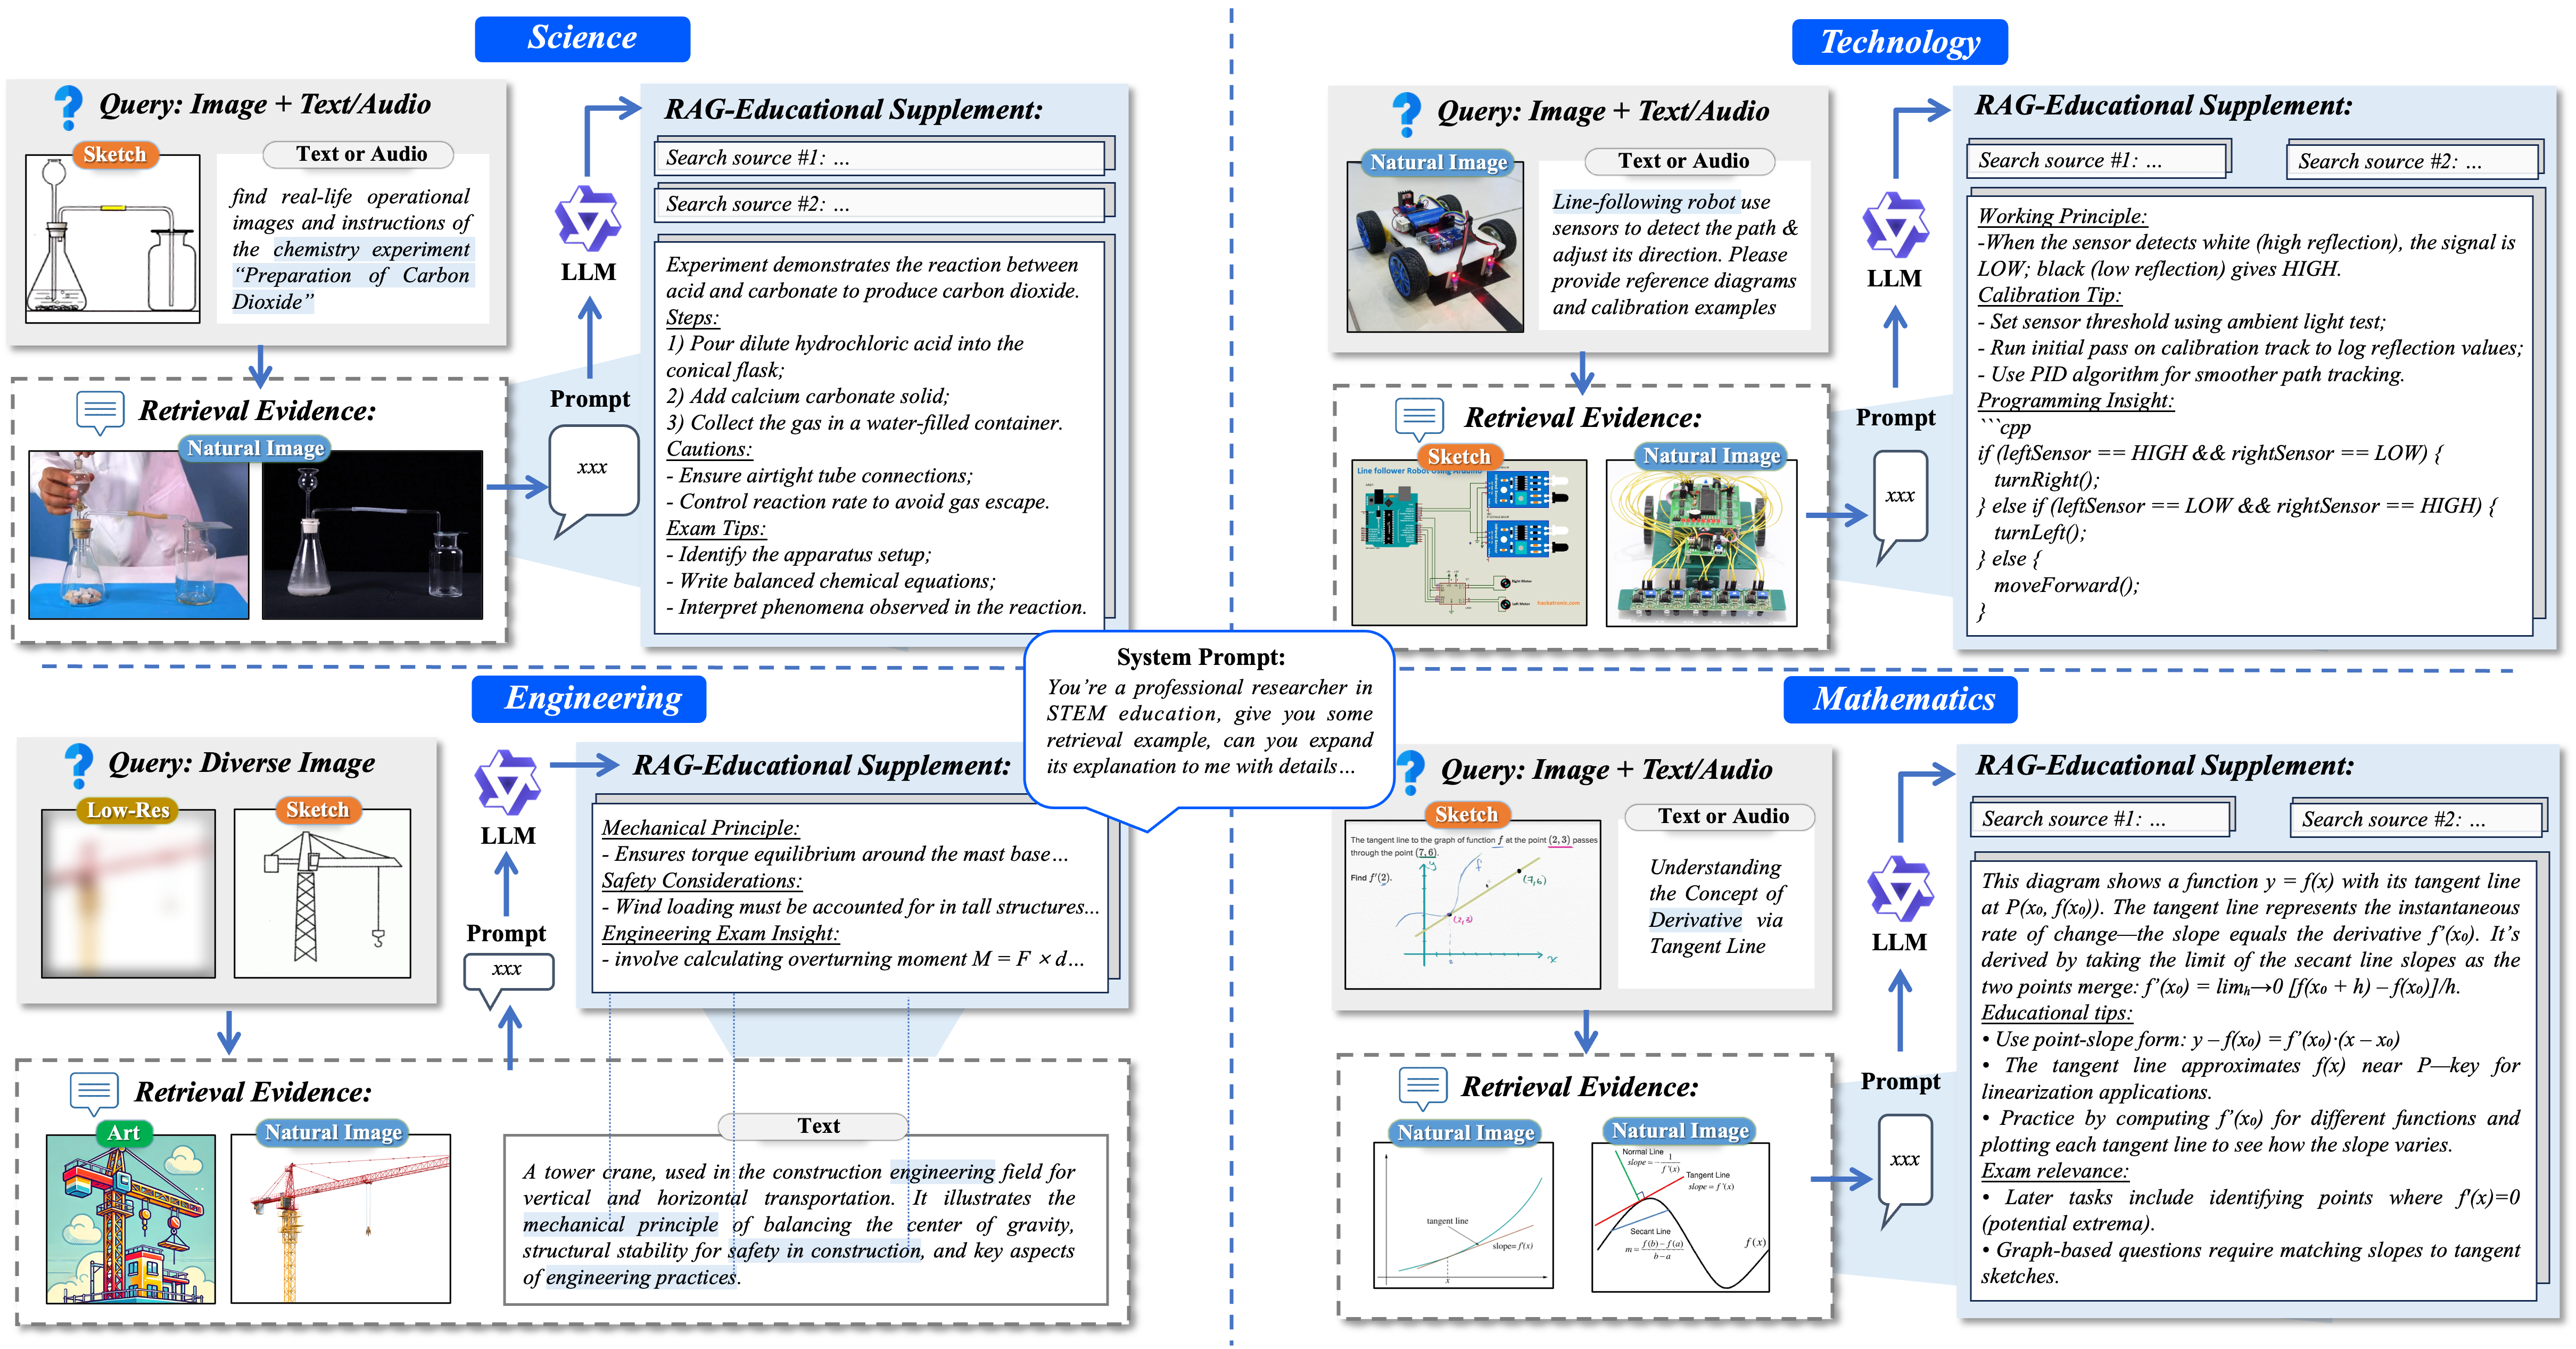 Science
Query: Image + Text/Audio
Sketch
Text or Audio
find real-life operational
images and instructions of
the chemistry experiment
“Preparation of Carbon
Dioxide”
Retrieval Evidence:
Natural Image
Prompt
xxx
LLM
RAG-Educational Supplement:
Search source #1: ...
Search source #2: ...
Experiment demonstrates the reaction between
acid and carbonate to produce carbon dioxide.
Steps:
1) Pour dilute hydrochloric acid into the
conical flask;
2) Add calcium carbonate solid;
3) Collect the gas in a water-filled container.
Cautions:
- Ensure airtight tube connections;
- Control reaction rate to avoid gas escape.
Exam Tips:
- Identify the apparatus setup;
- Write balanced chemical equations;
- Interpret phenomena observed in the reaction.
Technology
Query: Image + Text/Audio
Natural Image
Text or Audio
Line-following robot use
sensors to detect the path &
adjust its direction. Please
provide reference diagrams
and calibration examples
Retrieval Evidence:
Sketch
Line follower Robot Using Arduino
Right Motor
Left Motor
hackatronic.com
Natural Image
Prompt
xxx
LLM
RAG-Educational Supplement:
Search source #1: ...
Search source #2: ...
Working Principle:
-When the sensor detects white (high reflection), the signal is
LOW; black (low reflection) gives HIGH.
Calibration Tip:
- Set sensor threshold using ambient light test;
- Run initial pass on calibration track to log reflection values;
- Use PID algorithm for smoother path tracking.
Programming Insight:
```cpp
if (leftSensor == HIGH && rightSensor == LOW) {
turnRight();
} else if (leftSensor == LOW && rightSensor == HIGH) {
turnLeft();
} else {
moveForward();
}
System Prompt:
You’re a professional researcher in
STEM education, give you some
retrieval example, can you expand
its explanation to me with details...
Engineering
Query: Diverse Image
Low-Res
Sketch
LLM
Prompt
xxx
RAG-Educational Supplement:
Mechanical Principle:
- Ensures torque equilibrium around the mast base...
Safety Considerations:
- Wind loading must be accounted for in tall structures...
Engineering Exam Insight:
- involve calculating overturning moment M = F × d...
Retrieval Evidence:
Art
Natural Image
Text
A tower crane, used in the construction engineering field for
vertical and horizontal transportation. It illustrates the
mechanical principle of balancing the center of gravity,
structural stability for safety in construction, and key aspects
of engineering practices.
Mathematics
Query: Image + Text/Audio
Sketch
The tangent line to the graph of function f at the point (2,3) passes
through the point (7,6).
Find f′(2).
y
f
(7,6)
(2,3)
2
x
Text or Audio
Understanding
the Concept of
Derivative via
Tangent Line
Retrieval Evidence:
Natural Image
tangent line
slope=f′(x)
x
Natural Image
Normal Line
slope = -1/f′(x)
Tangent Line
slope = f′(x)
Secant Line
m = f(b)−f(a)/b−a
f(x)
Prompt
xxx
LLM
RAG-Educational Supplement:
Search source #1: ...
Search source #2: ...
This diagram shows a function y = f(x) with its tangent line
at P(x₀, f(x₀)). The tangent line represents the instantaneous
rate of change—the slope equals the derivative f’(x₀). It’s
derived by taking the limit of the secant line slopes as the
two points merge: f’(x₀) = limₕ→0 [f(x₀ + h) – f(x₀)]/h.
Educational tips:
• Use point-slope form: y – f(x₀) = f’(x₀)·(x – x₀)
• The tangent line approximates f(x) near P—key for
linearization applications.
• Practice by computing f’(x₀) for different functions and
plotting each tangent line to see how the slope varies.
Exam relevance:
• Later tasks include identifying points where f'(x)=0
(potential extrema).
• Graph-based questions require matching slopes to tangent
sketches.